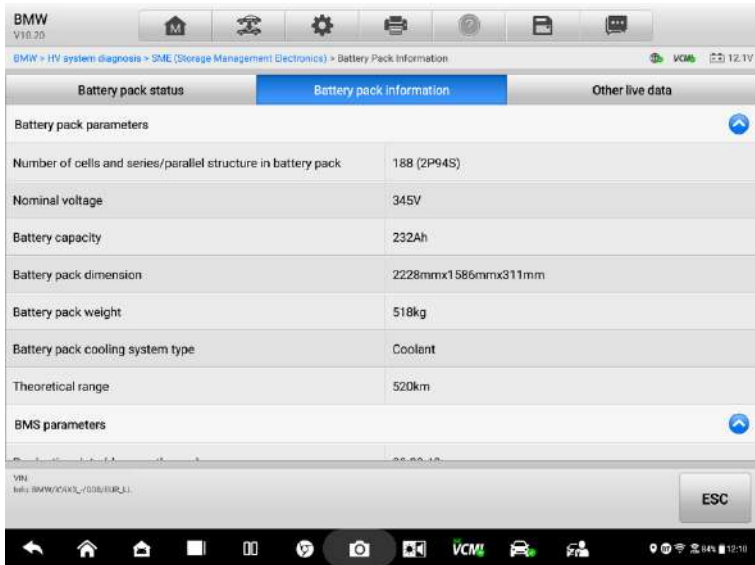 BMW
V10.20
BMW > HV system diagnosis > SME (Storage Management Electronics) > Battery Pack Information
VCMI 12.1V
Battery pack status
Battery pack information
Other live data
Battery pack parameters
Number of cells and series/parallel structure in battery pack 188 (2P94S)
Nominal voltage 345V
Battery capacity 232Ah
Battery pack dimension 2228mmx1586mmx311mm
Battery pack weight 518kg
Battery pack cooling system type Coolant
Theoretical range 520km
BMS parameters
VIN:
ESC
VCMI
84% 12:10